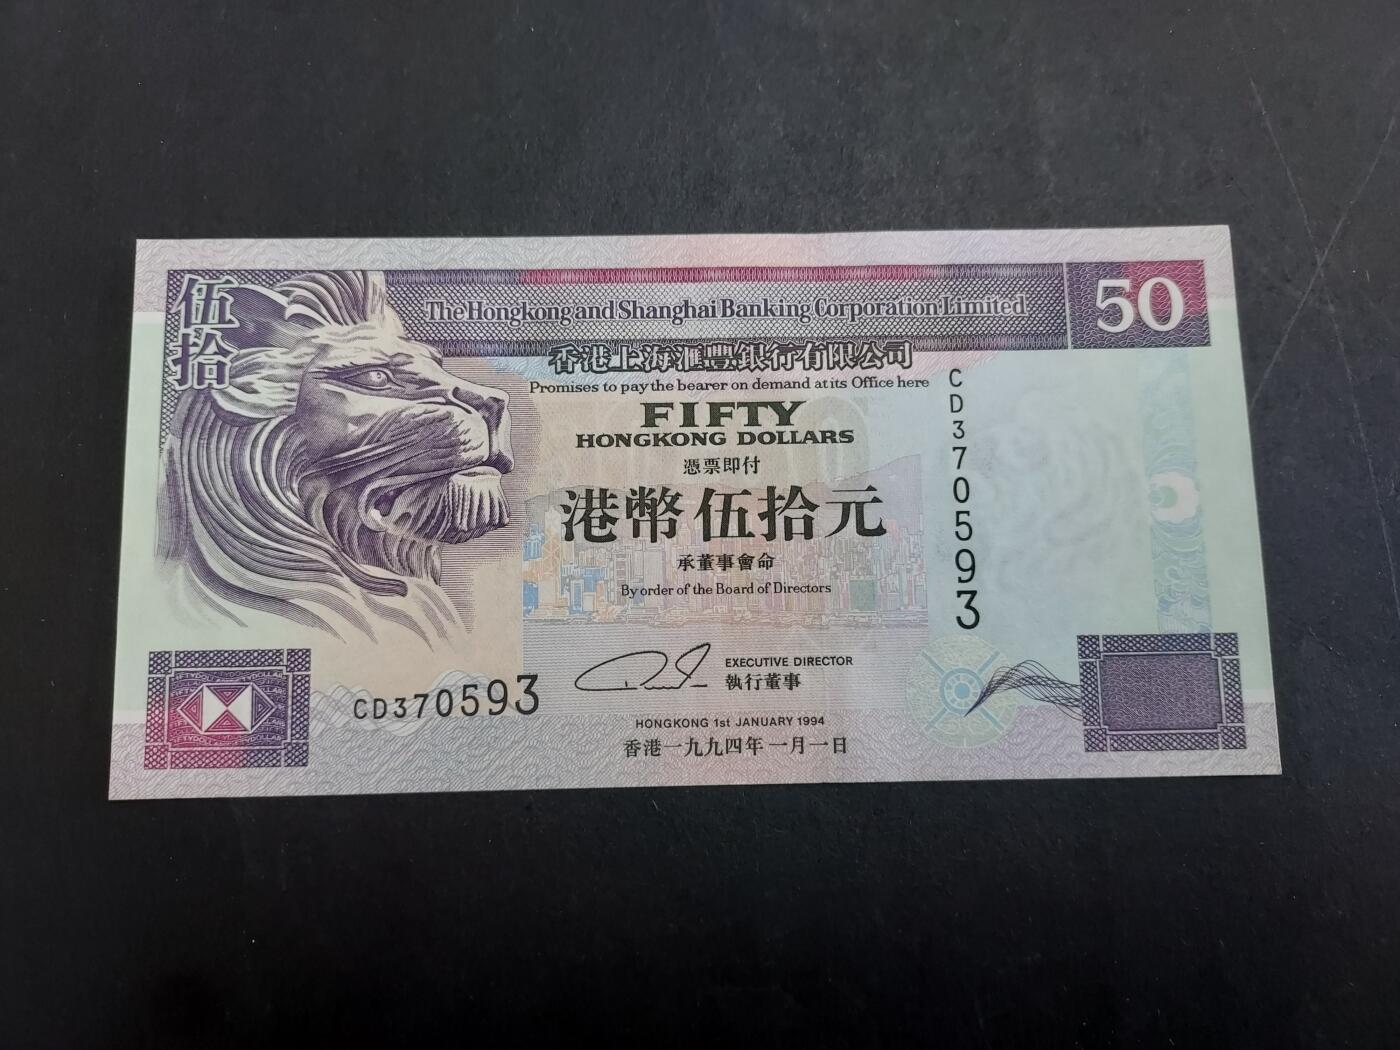 伍拾
The Hongkong and Shanghai Banking Corporation Limited
50
香港上海滙豐銀行有限公司
Promises to pay the bearer on demand at its Office here
FIFTY
HONGKONG DOLLARS
憑票即付
港幣伍拾元
承董事會命
By order of the Board of Directors
CD370593
EXECUTIVE DIRECTOR
執行董事
CD370593
HONGKONG 1st JANUARY 1994
香港一九九四年一月一日